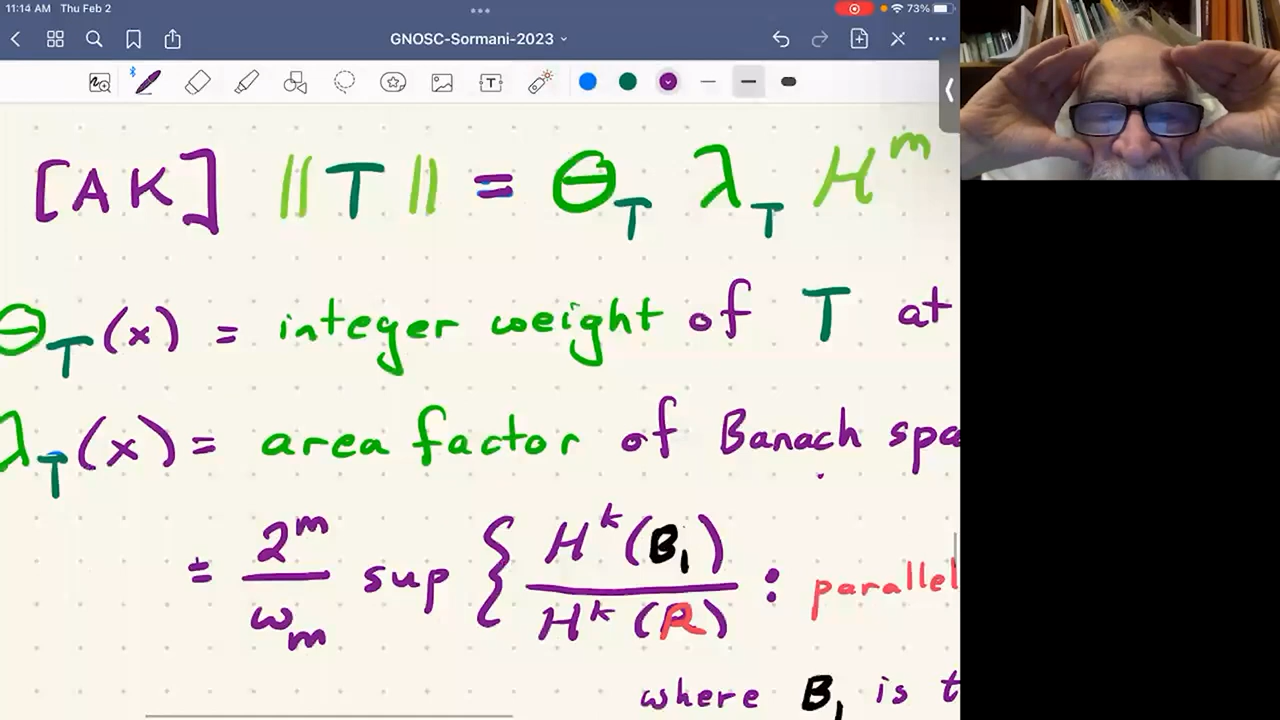 11:14 AM Thu Feb 2
73%
GNOSC-Sormani-2023
[AK] ||T|| = Θ_T λ_T H^m
Θ_T(x) = integer weight of T at
λ_T(x) = area factor of Banach spa
= 2^m / ω_m sup { H^k(B_1) / H^k(R) : parallel
where B_1 is t